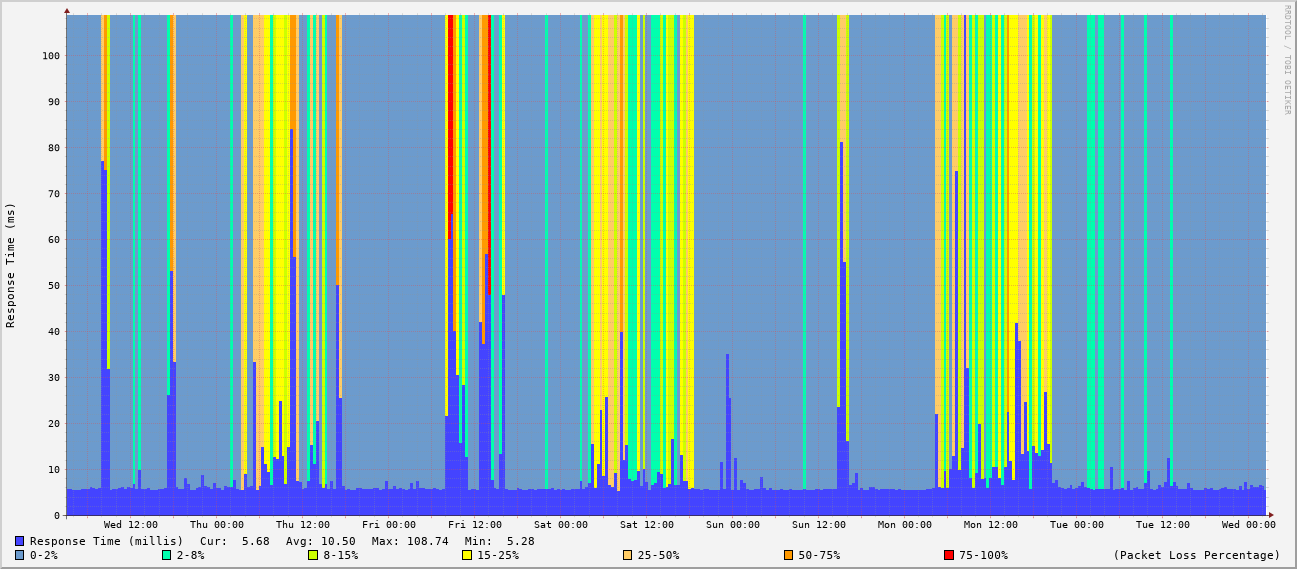 RRDTOOL / TOBI OETIKER
Response Time (ms)
100
90
80
70
60
50
40
30
20
10
0
Wed 12:00 Thu 00:00 Thu 12:00 Fri 00:00 Fri 12:00 Sat 00:00 Sat 12:00 Sun 00:00 Sun 12:00 Mon 00:00 Mon 12:00 Tue 00:00 Tue 12:00 Wed 00:00
Response Time (millis) Cur: 5.68 Avg: 10.50 Max: 108.74 Min: 5.28
0-2% 2-8% 8-15% 15-25% 25-50% 50-75% 75-100% (Packet Loss Percentage)